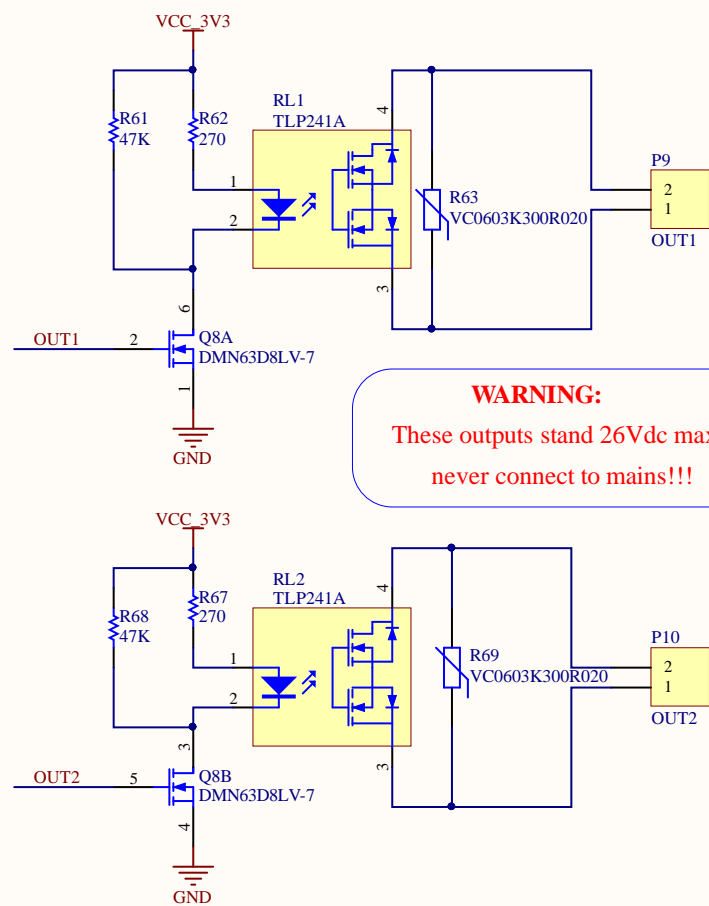 VCC_3V3
R61
47K
R62
270
RL1
TLP241A
1
2
4
3
R63
VC0603K300R020
P9
2
1
OUT1
OUT1
2
6
1
Q8A
DMN63D8LV-7
GND
WARNING:
These outputs stand 26Vdc max
never connect to mains!!!
VCC_3V3
R68
47K
R67
270
RL2
TLP241A
1
2
4
3
R69
VC0603K300R020
P10
2
1
OUT2
OUT2
5
3
4
Q8B
DMN63D8LV-7
GND